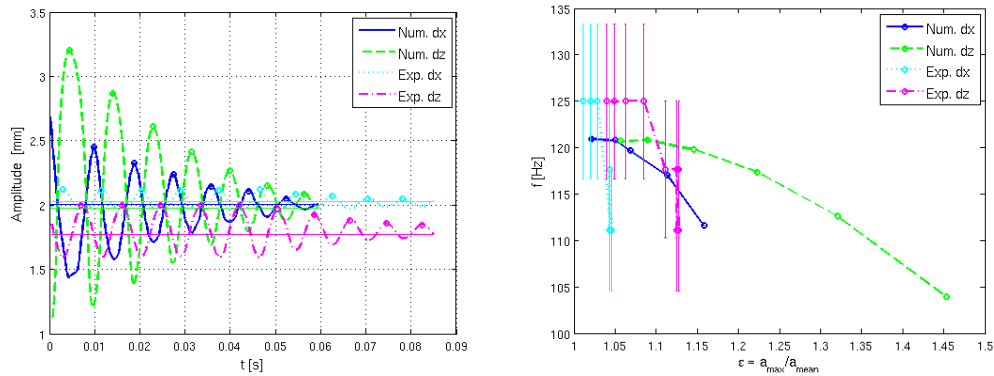 3.5
3
2.5
2
1.5
1
Amplitude [mm]
0 0.01 0.02 0.03 0.04 0.05 0.06 0.07 0.08 0.09
t [s]
Num. dx
Num. dz
Exp. dx
Exp. dz
135
130
125
120
115
110
105
100
f [Hz]
1 1.05 1.1 1.15 1.2 1.25 1.3 1.35 1.4 1.45 1.5
ε = a_max/a_mean
Num. dx
Num. dz
Exp. dx
Exp. dz